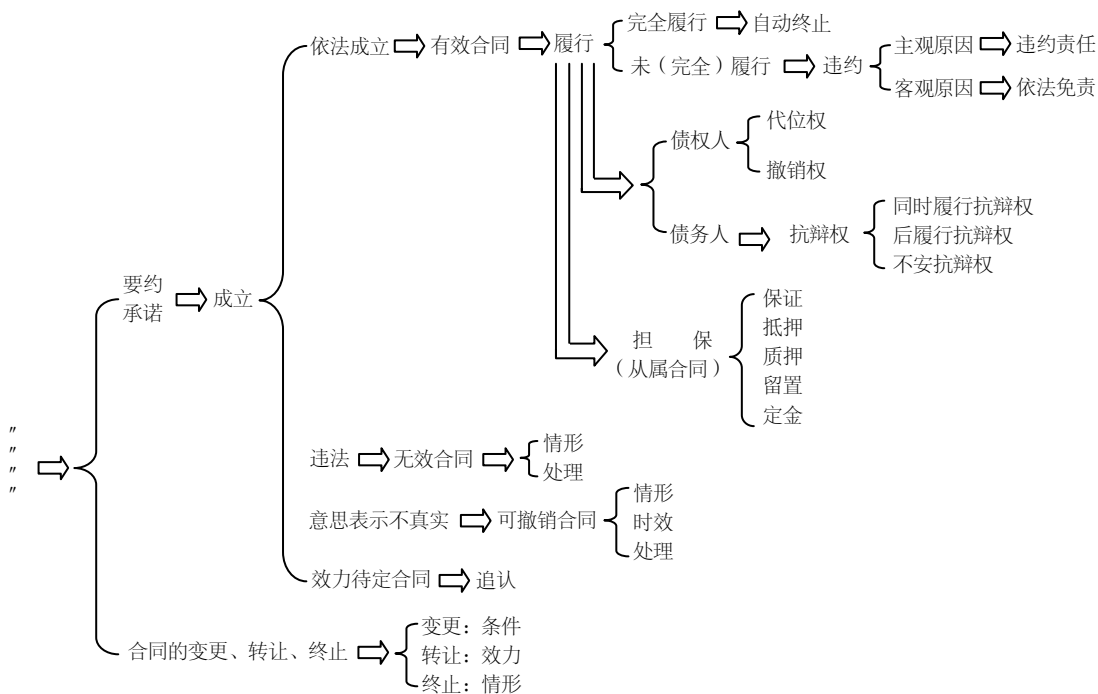 依法成立 有效合同 履行
完全履行 自动终止
未（完全）履行 违约
主观原因 违约责任
客观原因 依法免责
债权人
代位权
撤销权
债务人 抗辩权
同时履行抗辩权
后履行抗辩权
不安抗辩权
要约
承诺
成立
担 保
（从属合同）
保证
抵押
质押
留置
定金
〃
〃
〃
〃
违法 无效合同
情形
处理
意思表示不真实 可撤销合同
情形
时效
处理
效力待定合同 追认
合同的变更、转让、终止
变更：条件
转让：效力
终止：情形